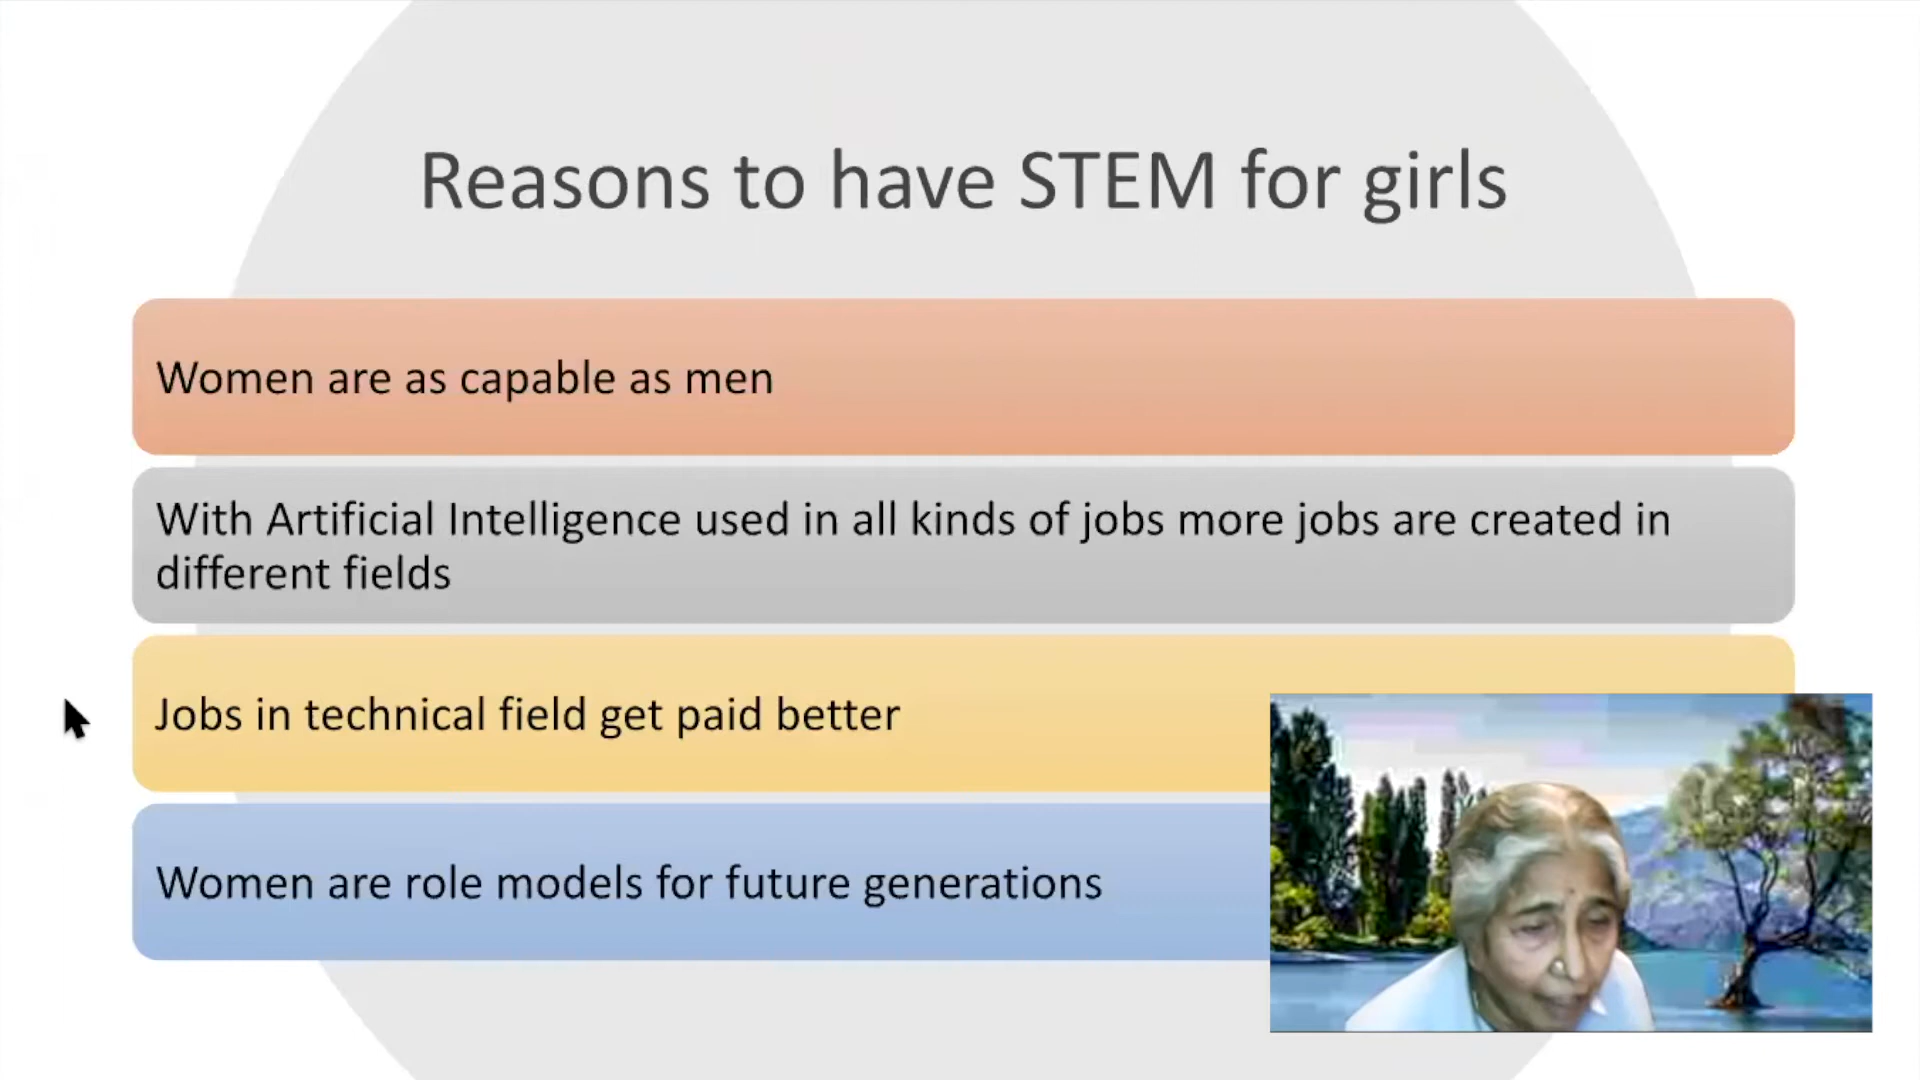 Reasons to have STEM for girls
Women are as capable as men
With Artificial Intelligence used in all kinds of jobs more jobs are created in
different fields
Jobs in technical field get paid better
Women are role models for future generations